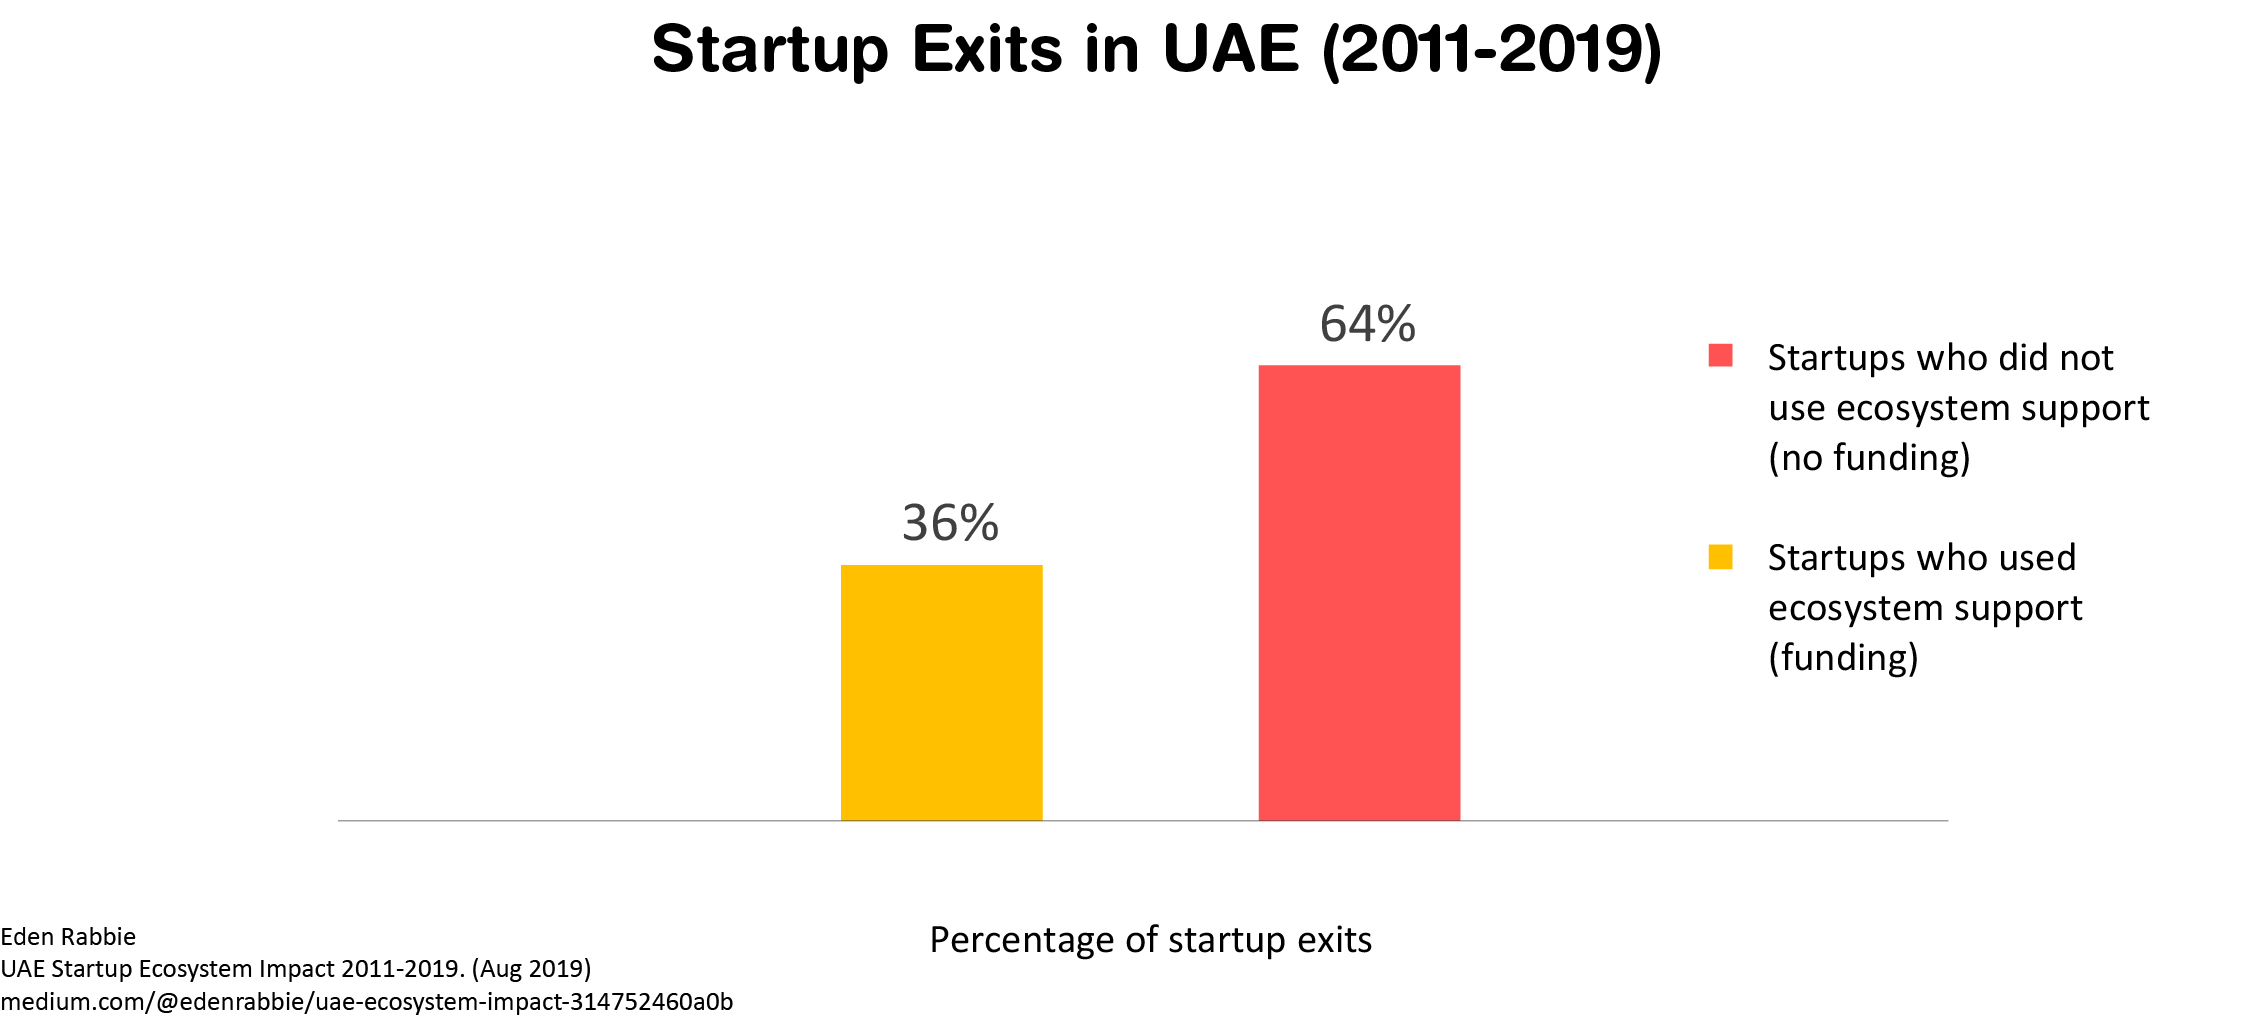 Startup Exits in UAE (2011-2019)
64%
36%
Startups who did not
use ecosystem support
(no funding)
Startups who used
ecosystem support
(funding)
Percentage of startup exits
Eden Rabbie
UAE Startup Ecosystem Impact 2011-2019. (Aug 2019)
medium.com/@edenrabbie/uae-ecosystem-impact-314752460a0b